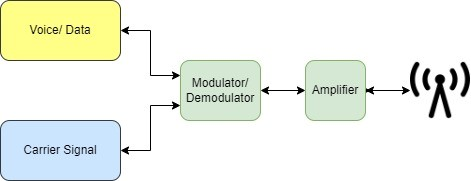 Voice/ Data
Modulator/
Demodulator
Amplifier
Carrier Signal